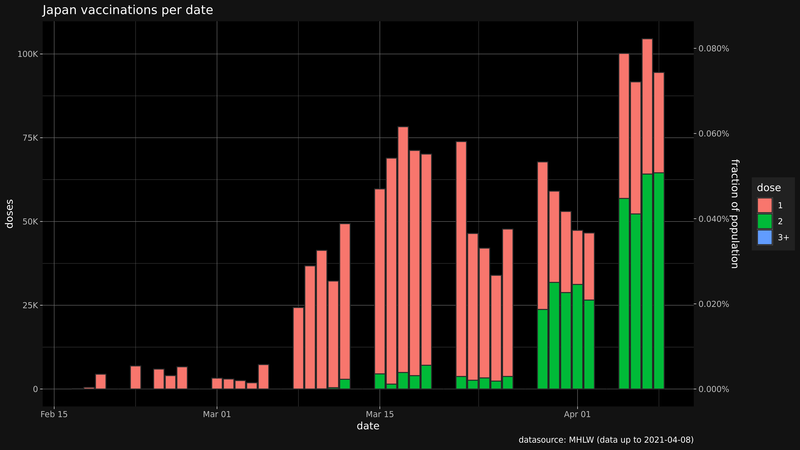 Japan vaccinations per date
100K
75K
50K
25K
0
doses
0.080%
0.060%
0.040%
0.020%
0.000%
fraction of population
Feb 15
Mar 01
Mar 15
Apr 01
date
dose
1
2
3+
datasource: MHLW (data up to 2021-04-08)